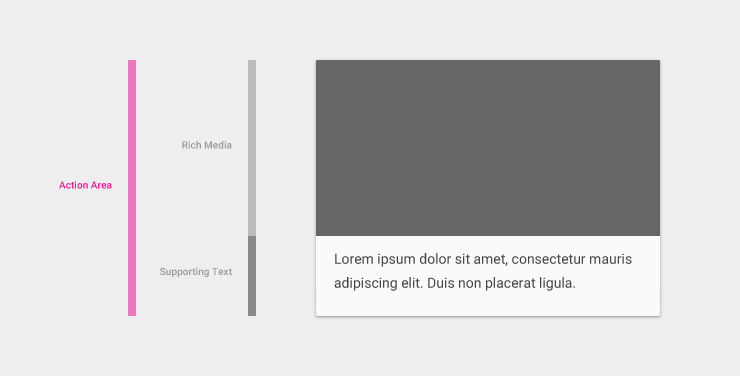 Rich Media
Action Area
Supporting Text
Lorem ipsum dolor sit amet, consectetur mauris
adipiscing elit. Duis non placerat ligula.